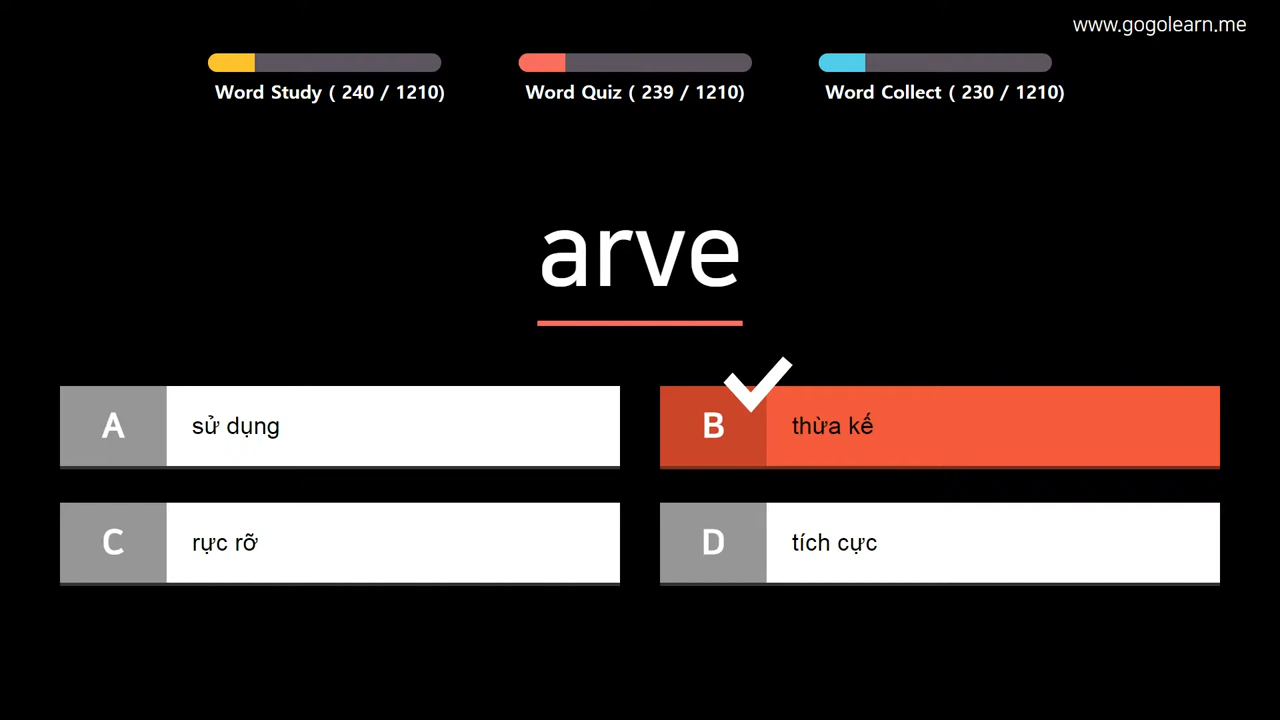 www.gogolearn.me
Word Study ( 240 / 1210)
Word Quiz ( 239 / 1210)
Word Collect ( 230 / 1210)
arve
A
sử dụng
B
thừa kế
C
rực rỡ
D
tích cực